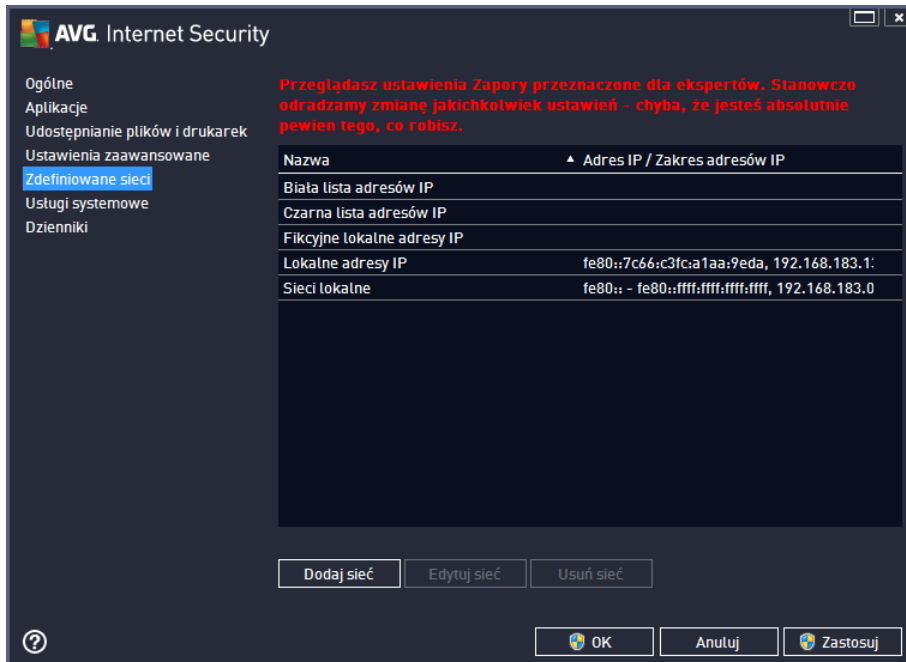 AVG. Internet Security
Ogólne
Aplikacje
Udostępnianie plików i drukarek
Ustawienia zaawansowane
Zdefiniowane sieci
Usługi systemowe
Dzienniki
Przeglądasz ustawienia Zapory przeznaczone dla ekspertów. Stanowczo
odradzamy zmianę jakichkolwiek ustawień - chyba, że jesteś absolutnie
pewien tego, co robisz.
Nazwa Adres IP / Zakres adresów IP
Biała lista adresów IP
Czarna lista adresów IP
Fikcyjne lokalne adresy IP
Lokalne adresy IP fe80::7c66:c3fc:a1aa:9eda, 192.168.183.1
Sieci lokalne fe80:: - fe80::ffff:ffff:ffff:ffff, 192.168.183.0
Dodaj sieć Edytuj sieć Usuń sieć
OK Anuluj Zastosuj